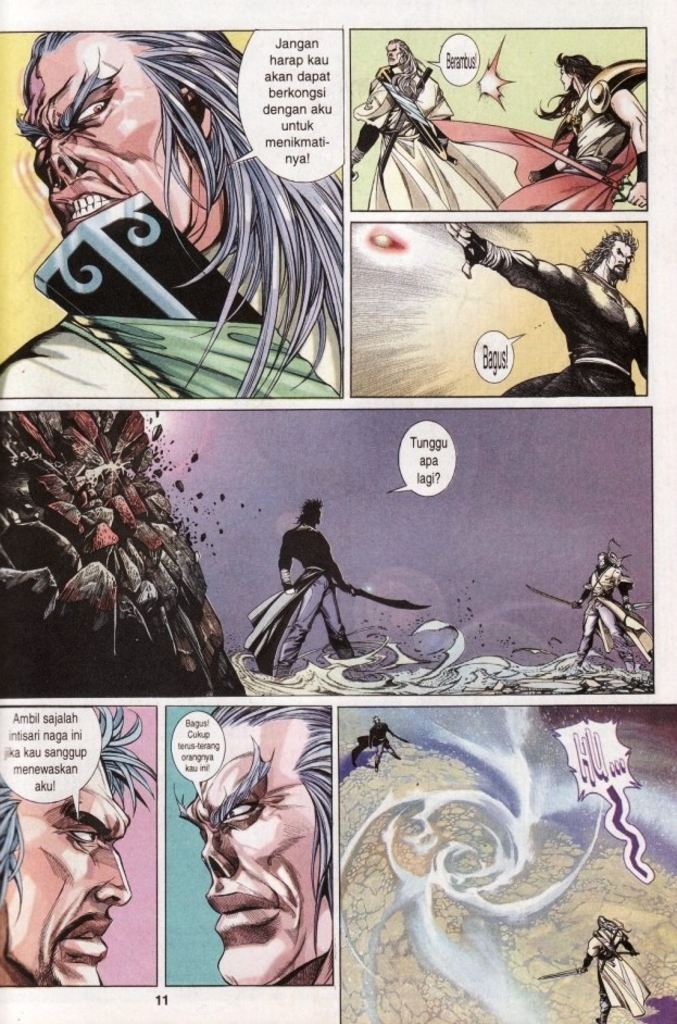 Jangan
harap kau
akan dapat
berkongsi
dengan aku
untuk
menikmati-
nya!
Berambus!
Bagus!
Tunggu
apa
lagi?
Ambil sajalah
intisari naga ini
jika kau sanggup
menewaskan
aku!
Bagus!
Cukup
terus-terang
orangnya
kau ini!
HU...
11